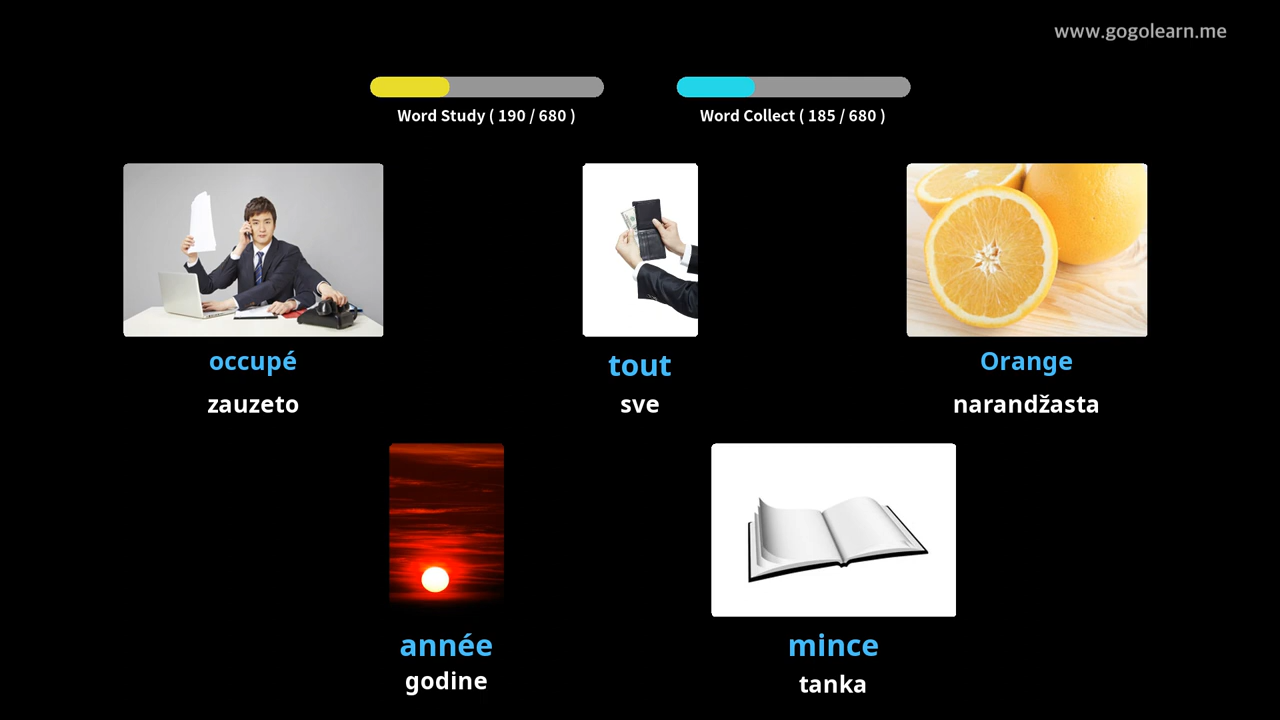 www.gogolearn.me
Word Study ( 190 / 680 )
Word Collect ( 185 / 680 )
occupé
zauzeto
tout
sve
Orange
narandžasta
année
godine
mince
tanka